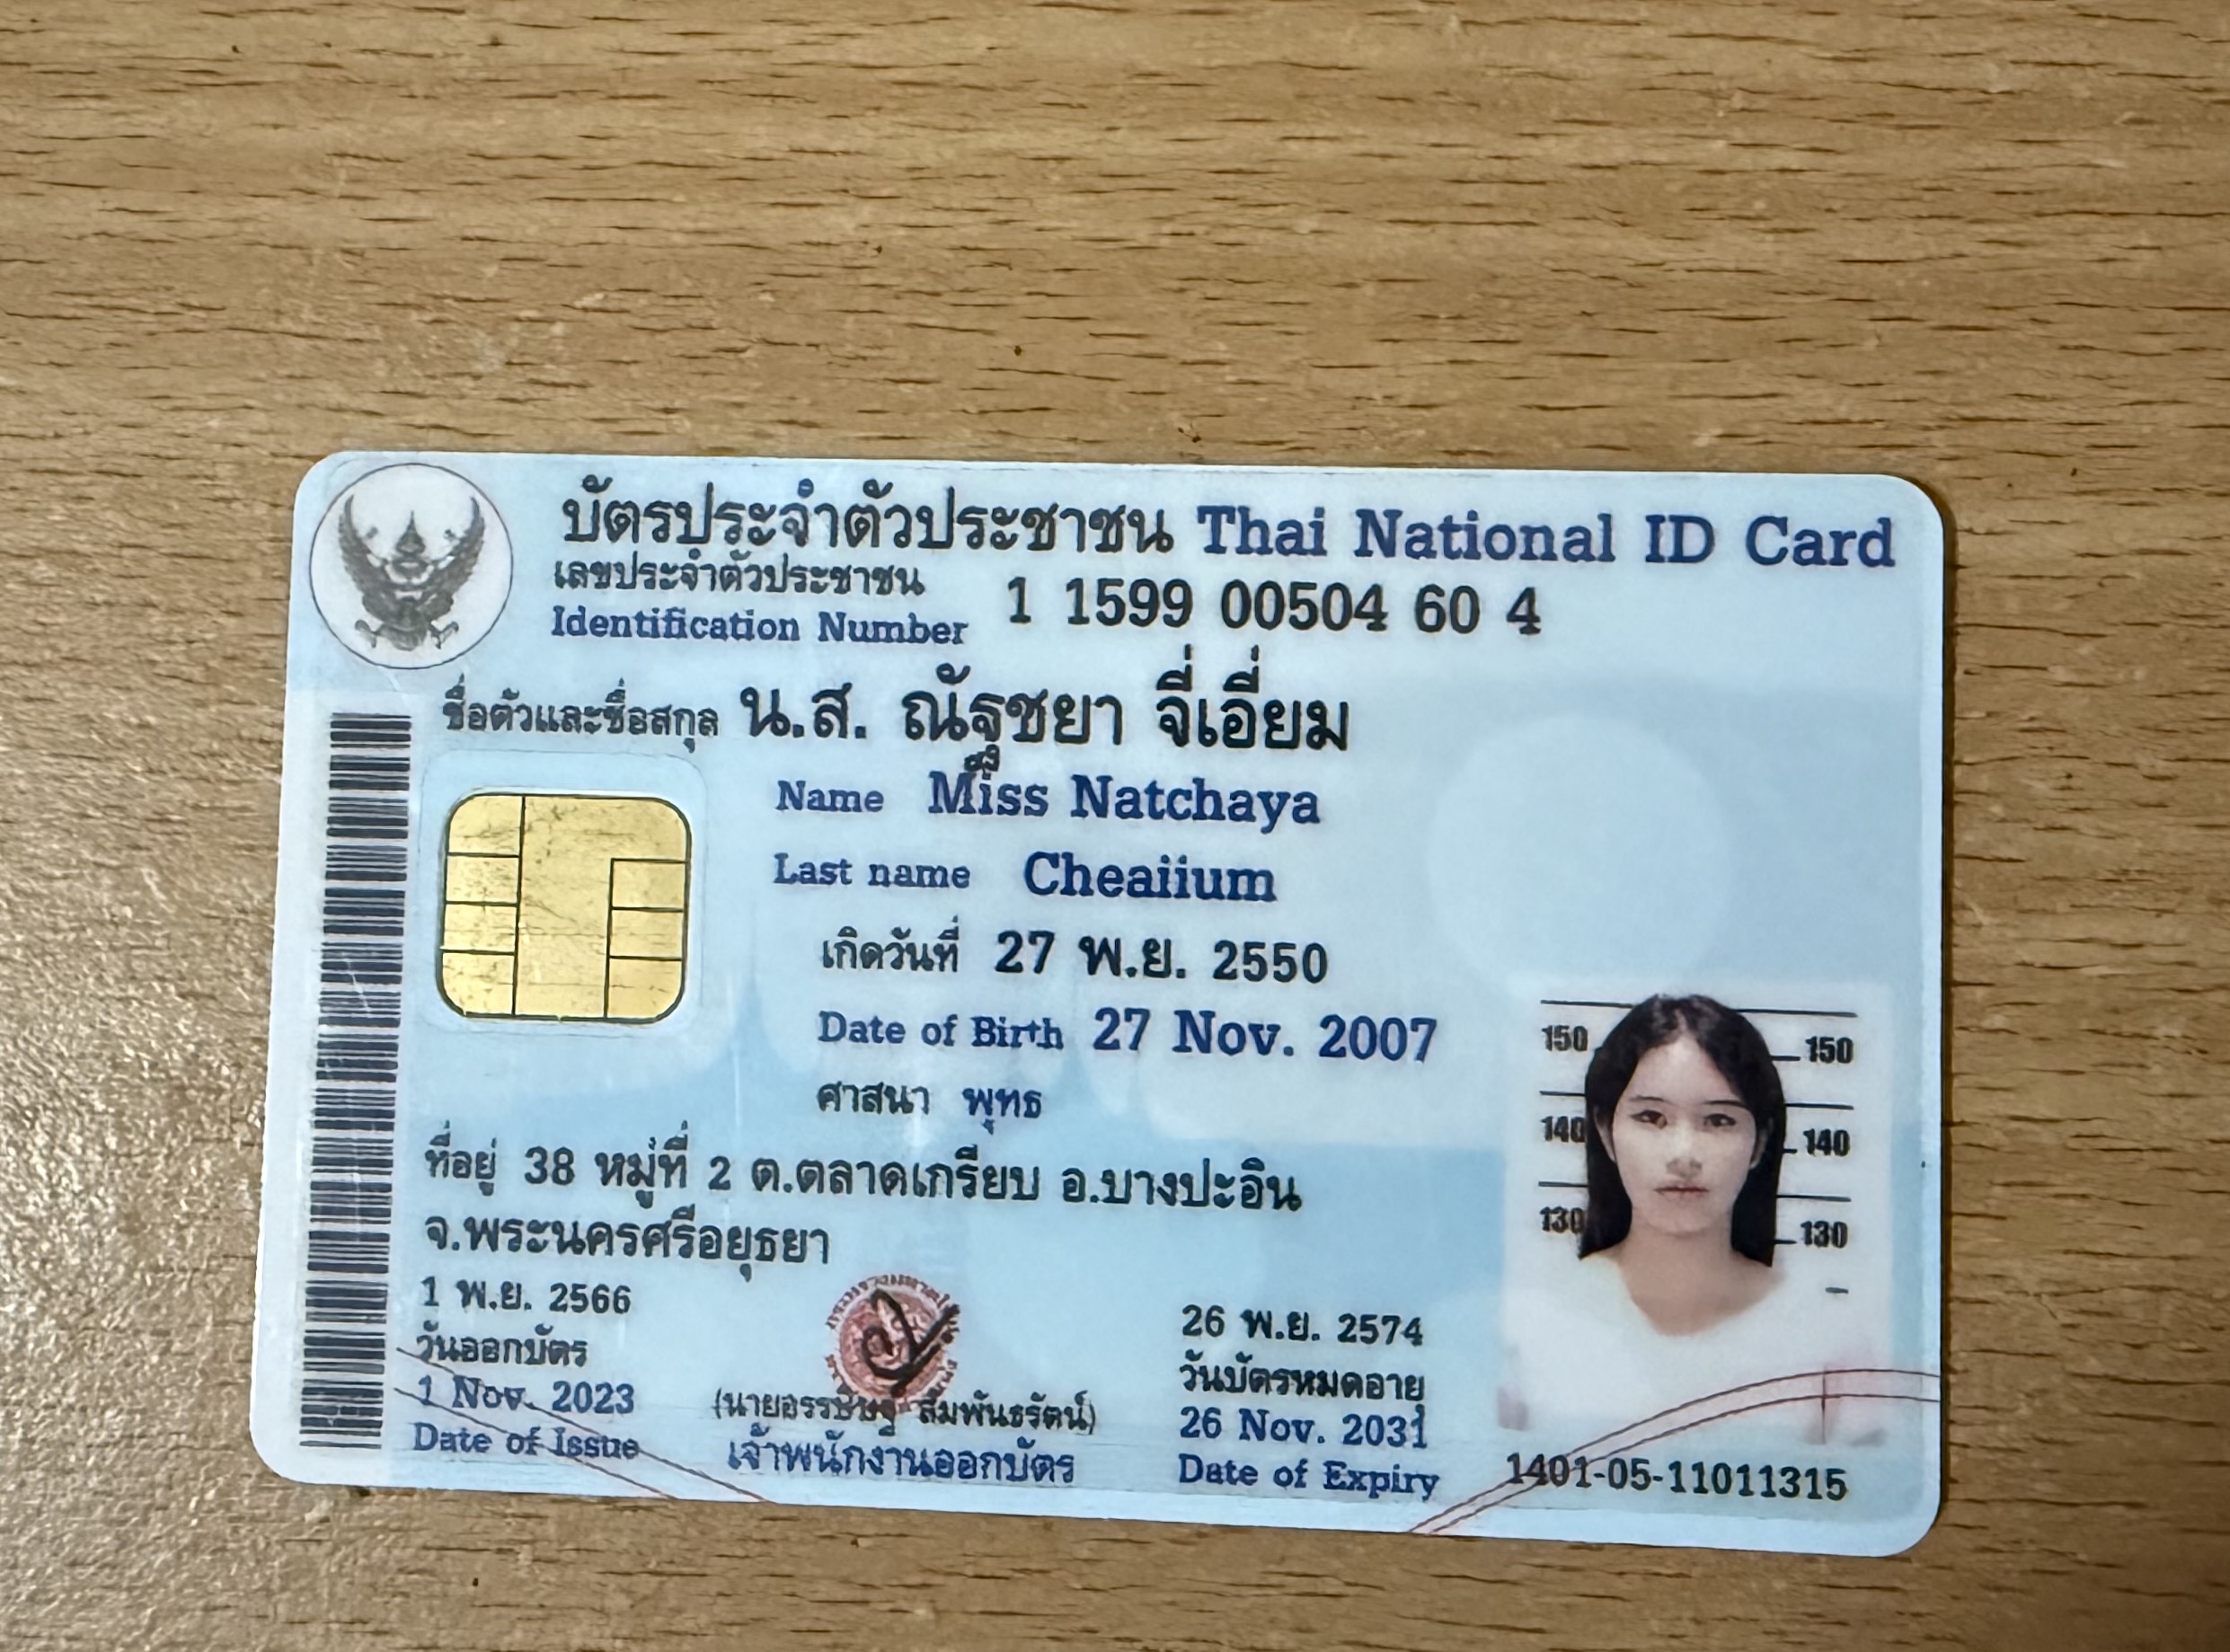 บัตรประจำตัวประชาชน Thai National ID Card
เลขประจำตัวประชาชน
Identification Number 1 1599 00504 60 4
ชื่อตัวและชื่อสกุล น.ส. ณัฐชยา จี่เอี่ยม
Name Miss Natchaya
Last name Cheaiium
เกิดวันที่ 27 พ.ย. 2550
Date of Birth 27 Nov. 2007
ศาสนา พุทธ
ที่อยู่ 38 หมู่ที่ 2 ต.ตลาดเกรียบ อ.บางปะอิน
จ.พระนครศรีอยุธยา
1 พ.ย. 2566
วันออกบัตร
1 Nov. 2023
Date of Issue
สมพันธรัตน์)
เจ้าพนักงานออกบัตร
26 พ.ย. 2574
วันบัตรหมดอายุ
26 Nov. 2031
Date of Expiry
150 150
140 140
130 130
1401-05-11011315